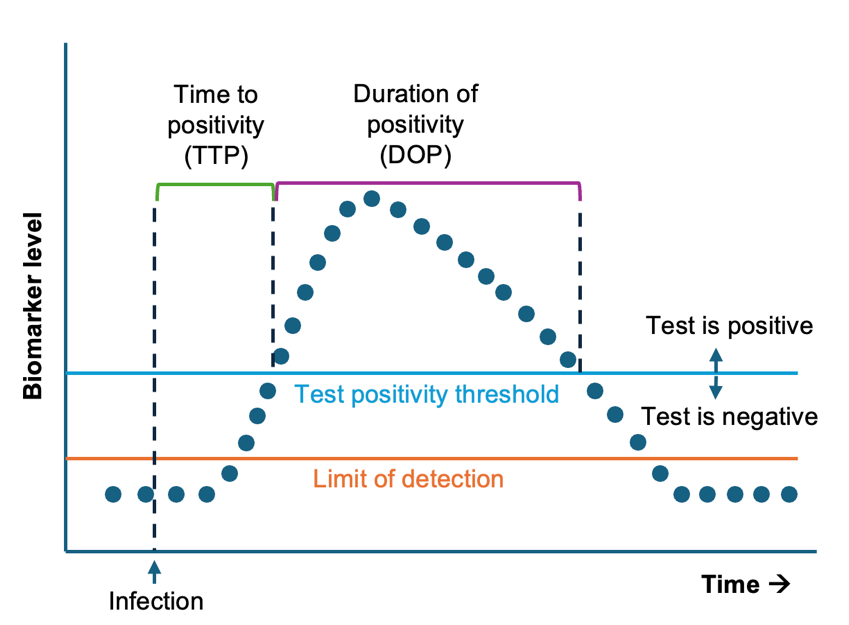 Time to
positivity
(TTP)
Duration of
positivity
(DOP)
Biomarker level
Test is positive
Test positivity threshold
Test is negative
Limit of detection
Time →
Infection